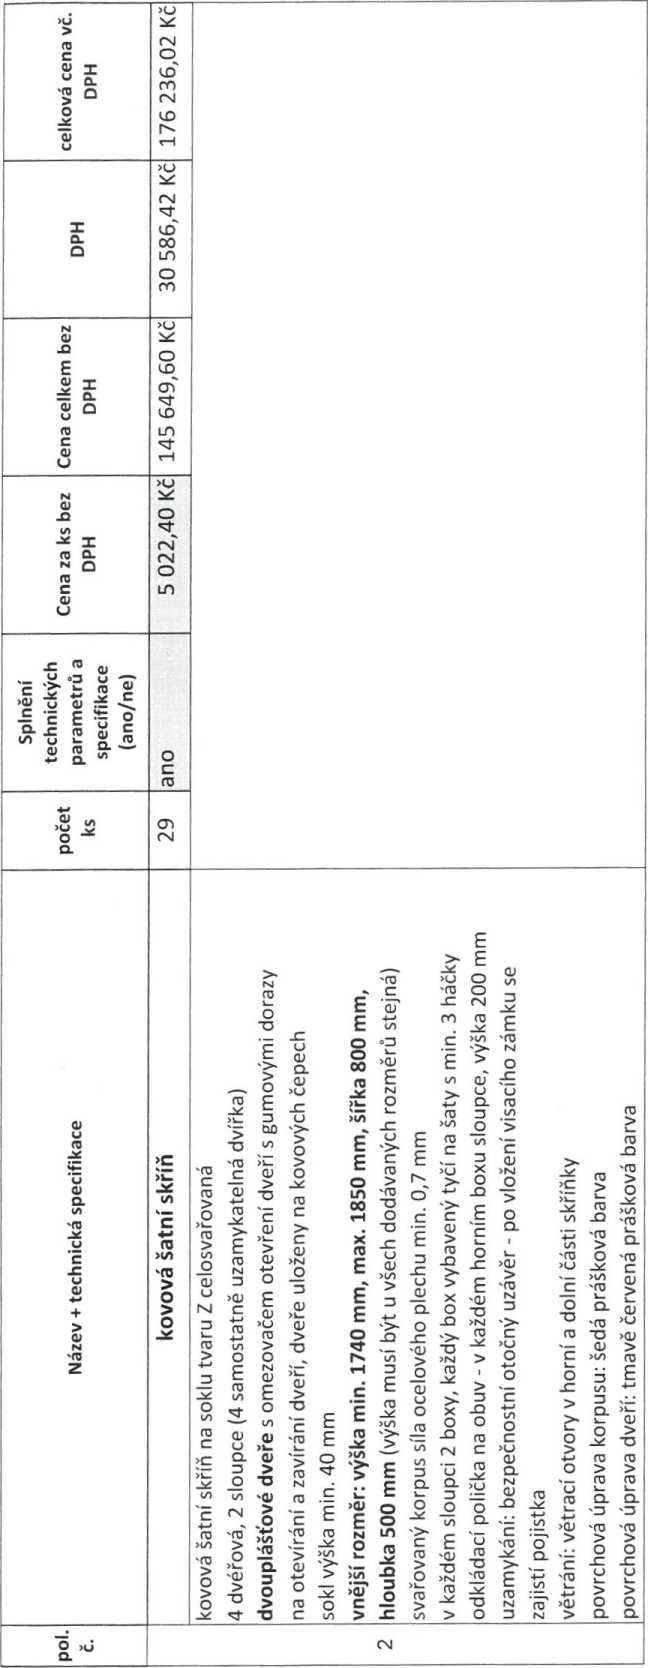 pol.
č.
Název + technická specifikace
počet
ks
Splnění
technických
parametrů a
specifikace
(ano/ne)
Cena za ks bez
DPH
Cena celkem bez
DPH
DPH
celková cena vč.
DPH
2
kovová šatní skříň
29
ano
5 022,40 Kč
145 649,60 Kč
30 586,42 Kč
176 236,02 Kč
kovová šatní skříň na soklu tvaru Z celosvařovaná
4 dvéřová, 2 sloupce (4 samostatně uzamykatelná dvířka)
dvouplášťové dveře s omezovačem otevření dveří s gumovými dorazy
na otevírání a zavírání dveří, dveře uloženy na kovových čepech
sokl výška min. 40 mm
vnější rozměr: výška min. 1740 mm, max. 1850 mm, šířka 800 mm,
hloubka 500 mm (výška musí být u všech dodávaných rozměrů stejná)
svařovaný korpus síla ocelového plechu min. 0,7 mm
v každém sloupci 2 boxy, každý box vybavený tyčí na šaty s min. 3 háčky
odkládací polička na obuv - v každém horním boxu sloupce, výška 200 mm
uzamykání: bezpečnostní otočný uzávěr - po vložení visacího zámku se
zajistí pojistka
větrání: větrací otvory v horní a dolní části skříňky
povrchová úprava korpusu: šedá prášková barva
povrchová úprava dveří: tmavě červená prášková barva